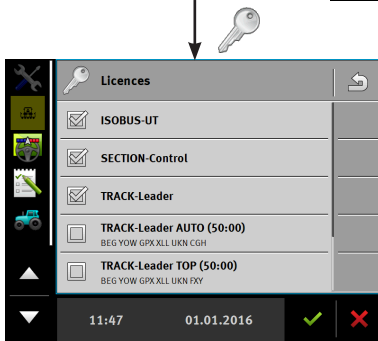 Licences
ISOBUS-UT
SECTION-Control
TRACK-Leader
TRACK-Leader AUTO (50:00)
BEG YOW GPX XLL UKN CGH
TRACK-Leader TOP (50:00)
BEG YOW GPX XLL UKN FXY
11:47 01.01.2016